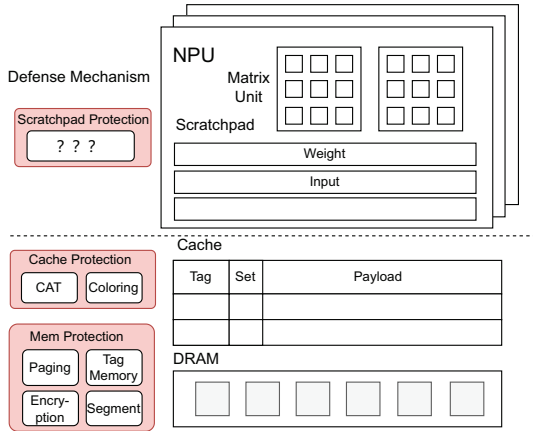 NPU
Matrix
Unit
Defense Mechanism
Scratchpad Protection
? ? ?
Scratchpad
Weight
Input
Cache
Cache Protection
CAT
Coloring
Tag
Set
Payload
Mem Protection
Paging
Tag
Memory
Encry-
ption
Segment
DRAM